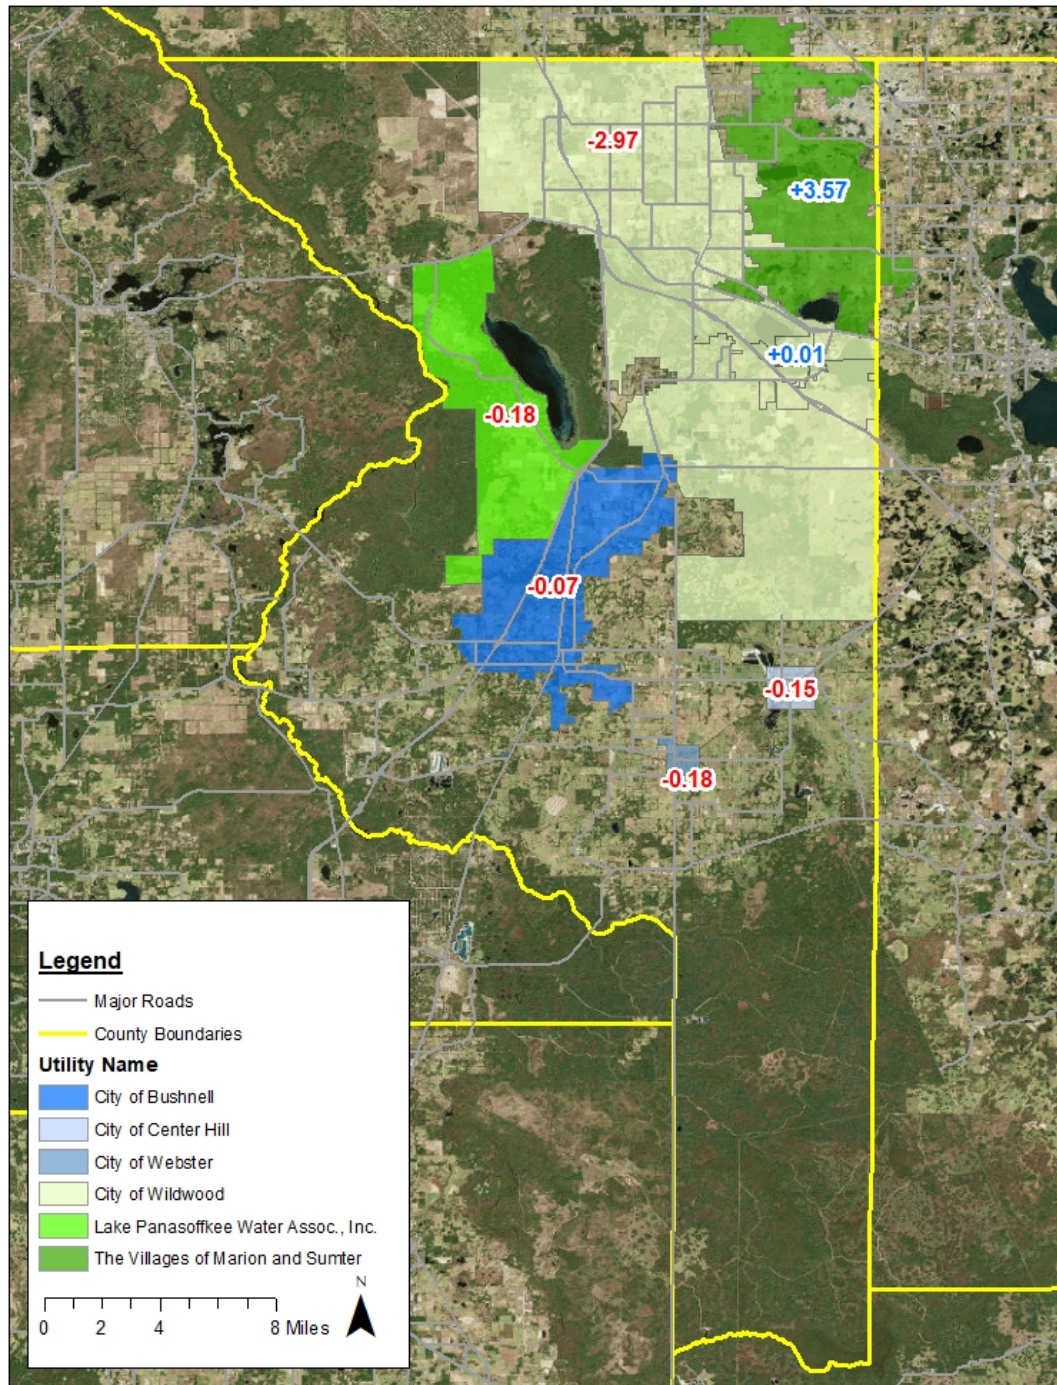 -2.97
+3.57
+0.01
-0.18
-0.07
-0.15
-0.18
Legend
Major Roads
County Boundaries
Utility Name
City of Bushnell
City of Center Hill
City of Webster
City of Wildwood
Lake Panasoffkee Water Assoc., Inc.
The Villages of Marion and Sumter
N
0 2 4 8 Miles